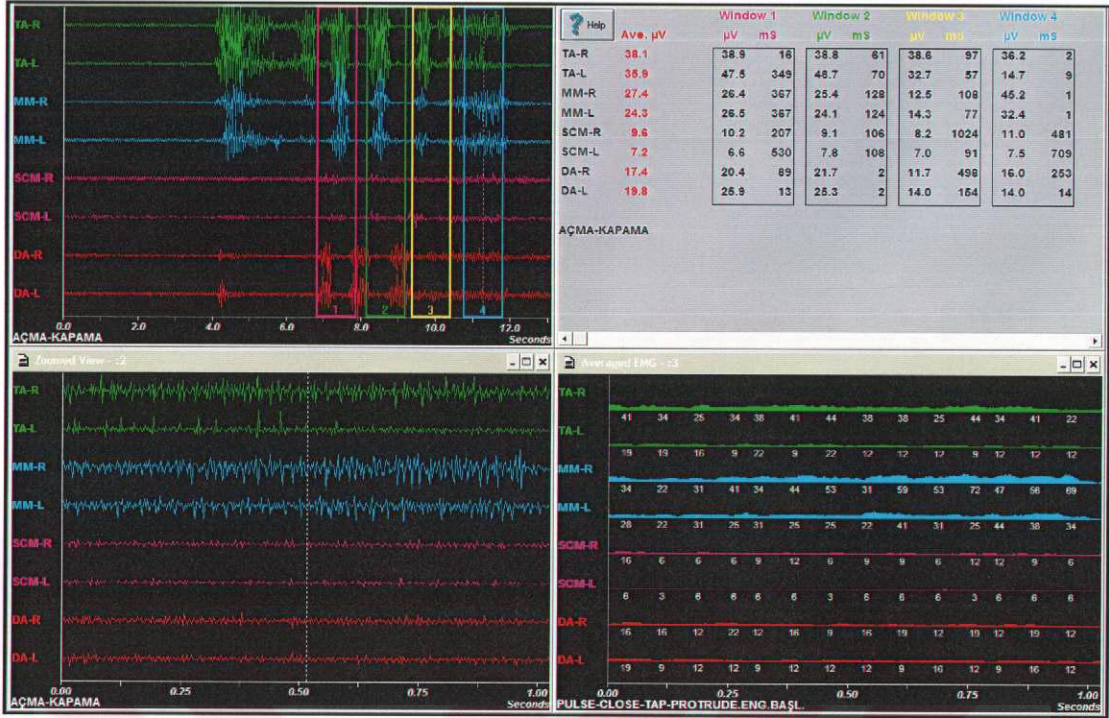 TA-R
TA-L
MM-R
MM-L
SCM-R
SCM-L
DA-R
DA-L
1 2 3 4
0.0 2.0 4.0 6.0 8.0 10.0 12.0
AÇMA-KAPAMA Seconds
Help
Window 1 Window 2 Window 3 Window 4
Ave. µV µV mS µV mS µV mS µV mS
TA-R 38.1 38.9 16 38.8 61 38.6 97 36.2 2
TA-L 35.9 47.5 349 48.7 70 32.7 57 14.7 9
MM-R 27.4 26.4 367 25.4 128 12.5 108 45.2 1
MM-L 24.3 26.5 367 24.1 124 14.3 77 32.4 1
SCM-R 9.6 10.2 207 9.1 106 8.2 1024 11.0 481
SCM-L 7.2 6.6 530 7.8 108 7.0 91 7.5 709
DA-R 17.4 20.4 89 21.7 2 11.7 498 16.0 253
DA-L 19.8 25.9 13 25.3 2 14.0 154 14.0 14
AÇMA-KAPAMA
Zoomed View - :2
TA-R
TA-L
MM-R
MM-L
SCM-R
SCM-L
DA-R
DA-L
0.00 0.25 0.50 0.75 1.00
AÇMA-KAPAMA Seconds
Averaged EMG - :3
TA-R
41 34 25 34 38 41 44 38 38 25 44 34 41 22
TA-L
19 19 16 9 22 9 22 12 12 12 9 12 12 12
MM-R
34 22 31 41 34 44 53 31 59 53 72 47 56 69
MM-L
28 22 31 25 31 25 25 22 41 31 25 44 38 34
SCM-R
16 6 6 6 9 12 6 9 9 6 12 12 9 6
SCM-L
6 3 6 6 6 6 3 6 6 6 3 6 6 6
DA-R
16 16 12 22 12 16 9 16 19 12 19 12 19 12
DA-L
19 9 12 12 9 12 12 12 9 16 12 9 16 12
0.00 0.25 0.50 0.75 1.00
PULSE-CLOSE-TAP-PROTRUDE.ENG.BAŞL. Seconds